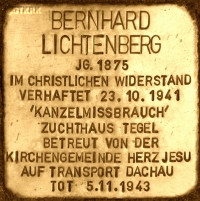 BERNHARD
LICHTENBERG
JG. 1875
IM CHRISTLICHEN WIDERSTAND
VERHAFTET 23. 10. 1941
'KANZELMISSBRAUCH'
ZUCHTHAUS TEGEL
BETREUT VON DER
KIRCHENGEMEINDE HERZ JESU
AUF TRANSPORT DACHAU
TOT 5.11.1943